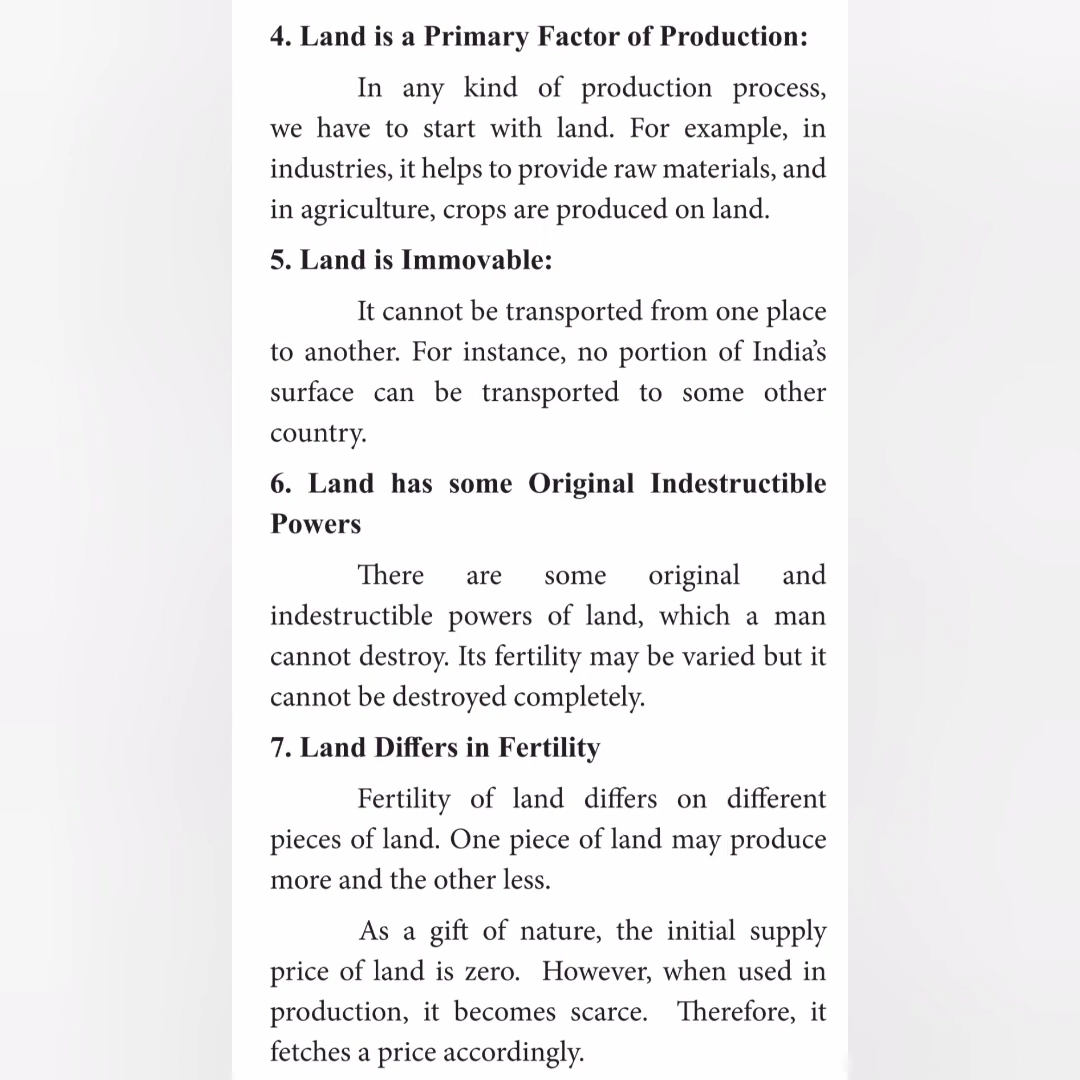 4. Land is a Primary Factor of Production:
In any kind of production process,
we have to start with land. For example, in
industries, it helps to provide raw materials, and
in agriculture, crops are produced on land.
5. Land is Immovable:
It cannot be transported from one place
to another. For instance, no portion of India's
surface can be transported to some other
country.
6. Land has some Original Indestructible
Powers
There are some original and
indestructible powers of land, which a man
cannot destroy. Its fertility may be varied but it
cannot be destroyed completely.
7. Land Differs in Fertility
Fertility of land differs on different
pieces of land. One piece of land may produce
more and the other less.
As a gift of nature, the initial supply
price of land is zero. However, when used in
production, it becomes scarce. Therefore, it
fetches a price accordingly.